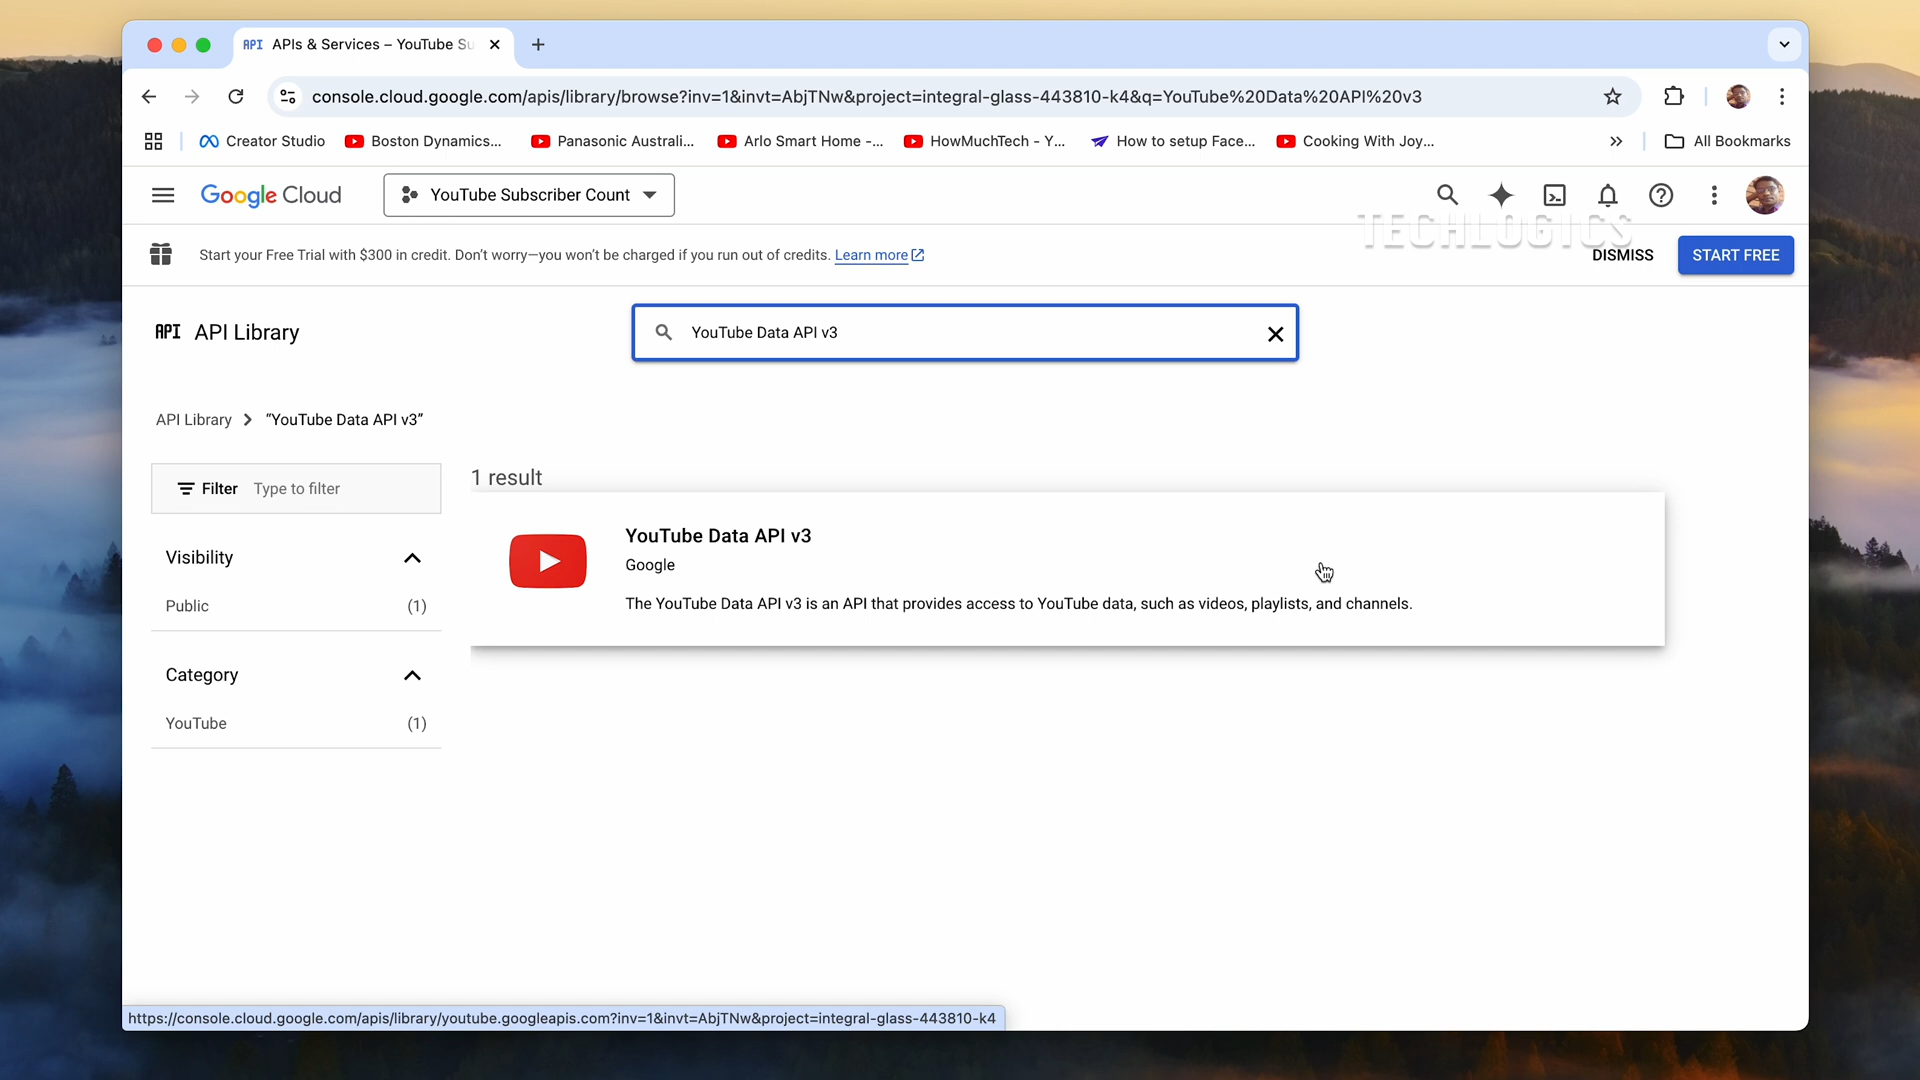 API APIs & Services – YouTube Su
console.cloud.google.com/apis/library/browse?inv=1&invt=AbjTNw&project=integral-glass-443810-k4&q=YouTube%20Data%20API%20v3
Creator Studio Boston Dynamics... Panasonic Australi... Arlo Smart Home -... HowMuchTech - Y... How to setup Face... Cooking With Joy... All Bookmarks
Google Cloud YouTube Subscriber Count
TECHLOGICS
Start your Free Trial with $300 in credit. Don’t worry—you won’t be charged if you run out of credits. Learn more DISMISS START FREE
API API Library YouTube Data API v3
API Library “YouTube Data API v3”
1 result
Filter Type to filter
YouTube Data API v3
Google
The YouTube Data API v3 is an API that provides access to YouTube data, such as videos, playlists, and channels.
Visibility
Public (1)
Category
YouTube (1)
https://console.cloud.google.com/apis/library/youtube.googleapis.com?inv=1&invt=AbjTNw&project=integral-glass-443810-k4